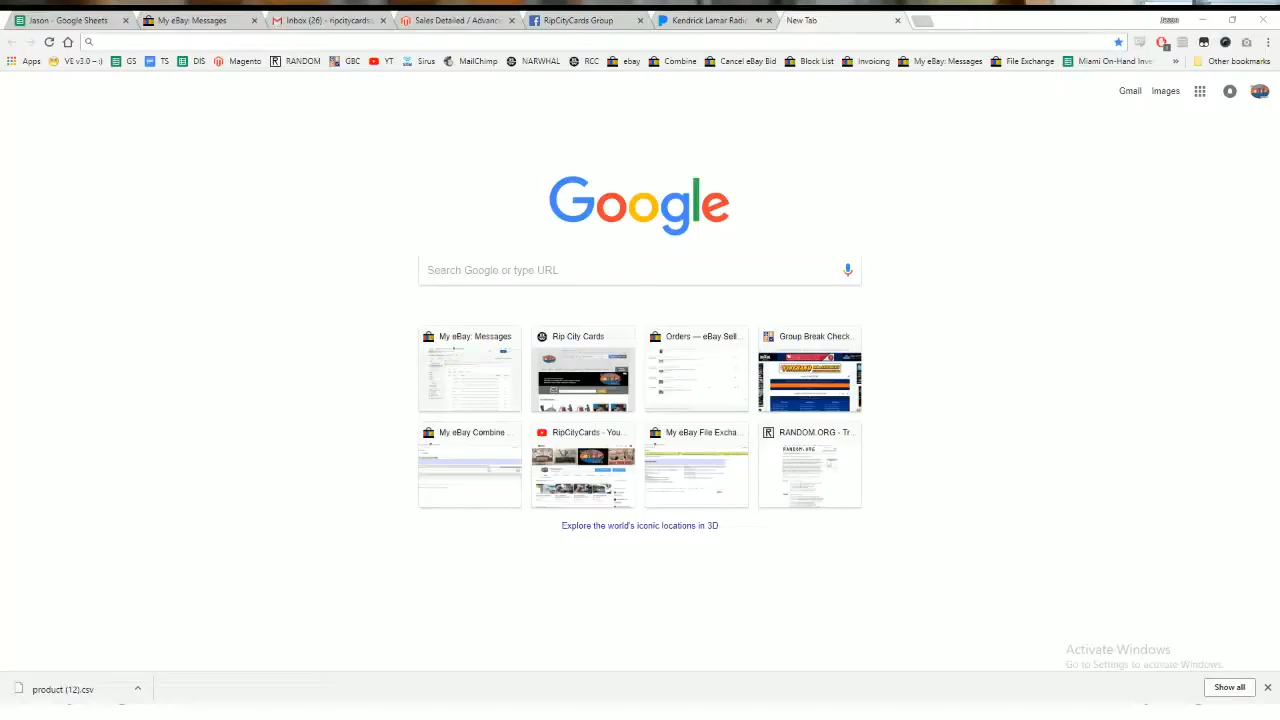 Jason - Google Sheets
My eBay: Messages
Inbox (26) - ripcitycards
Sales Detailed / Advanc
RipCityCards Group
Kendrick Lamar Radi
New Tab
Apps
VE v3.0 - :)
GS
TS
DIS
Magento
RANDOM
GBC
YT
Sirus
MailChimp
NARWHAL
RCC
ebay
Combine
Cancel eBay Bid
Block List
Invoicing
My eBay: Messages
File Exchange
Miami On-Hand Inve
»
Other bookmarks
Gmail
Images
Google
Search Google or type URL
My eBay: Messages
Rip City Cards
Orders — eBay Sell...
Group Break Check...
My eBay Combine ...
RipCityCards - You...
My eBay File Excha...
RANDOM.ORG - Tr...
RANDOM.ORG
Explore the world's iconic locations in 3D
Activate Windows
Go to Settings to activate Windows.
product (12).csv
Show all